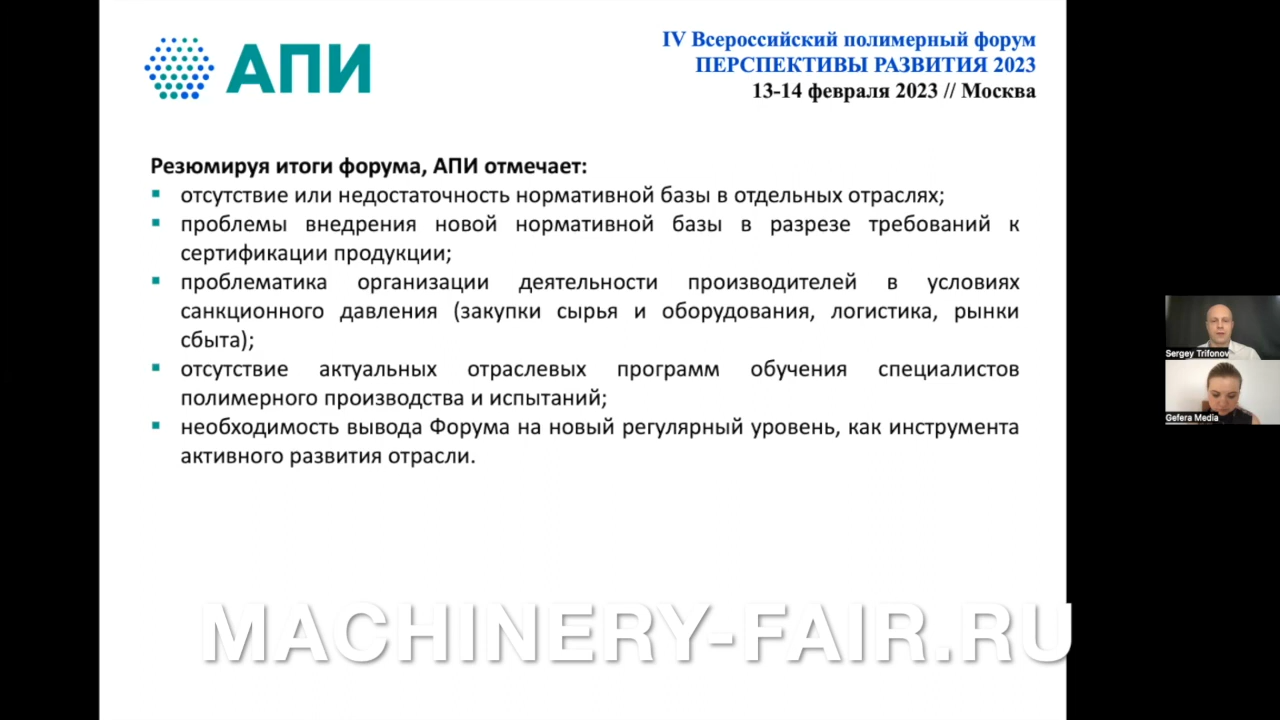 АПИ
IV Всероссийский полимерный форум
ПЕРСПЕКТИВЫ РАЗВИТИЯ 2023
13-14 февраля 2023 // Москва
Резюмируя итоги форума, АПИ отмечает:
▪ отсутствие или недостаточность нормативной базы в отдельных отраслях;
▪ проблемы внедрения новой нормативной базы в разрезе требований к
сертификации продукции;
▪ проблематика организации деятельности производителей в условиях
санкционного давления (закупки сырья и оборудования, логистика, рынки
сбыта);
▪ отсутствие актуальных отраслевых программ обучения специалистов
полимерного производства и испытаний;
▪ необходимость вывода Форума на новый регулярный уровень, как инструмента
активного развития отрасли.
Sergey Trifonov
Gefera Media
MACHINERY-FAIR.RU